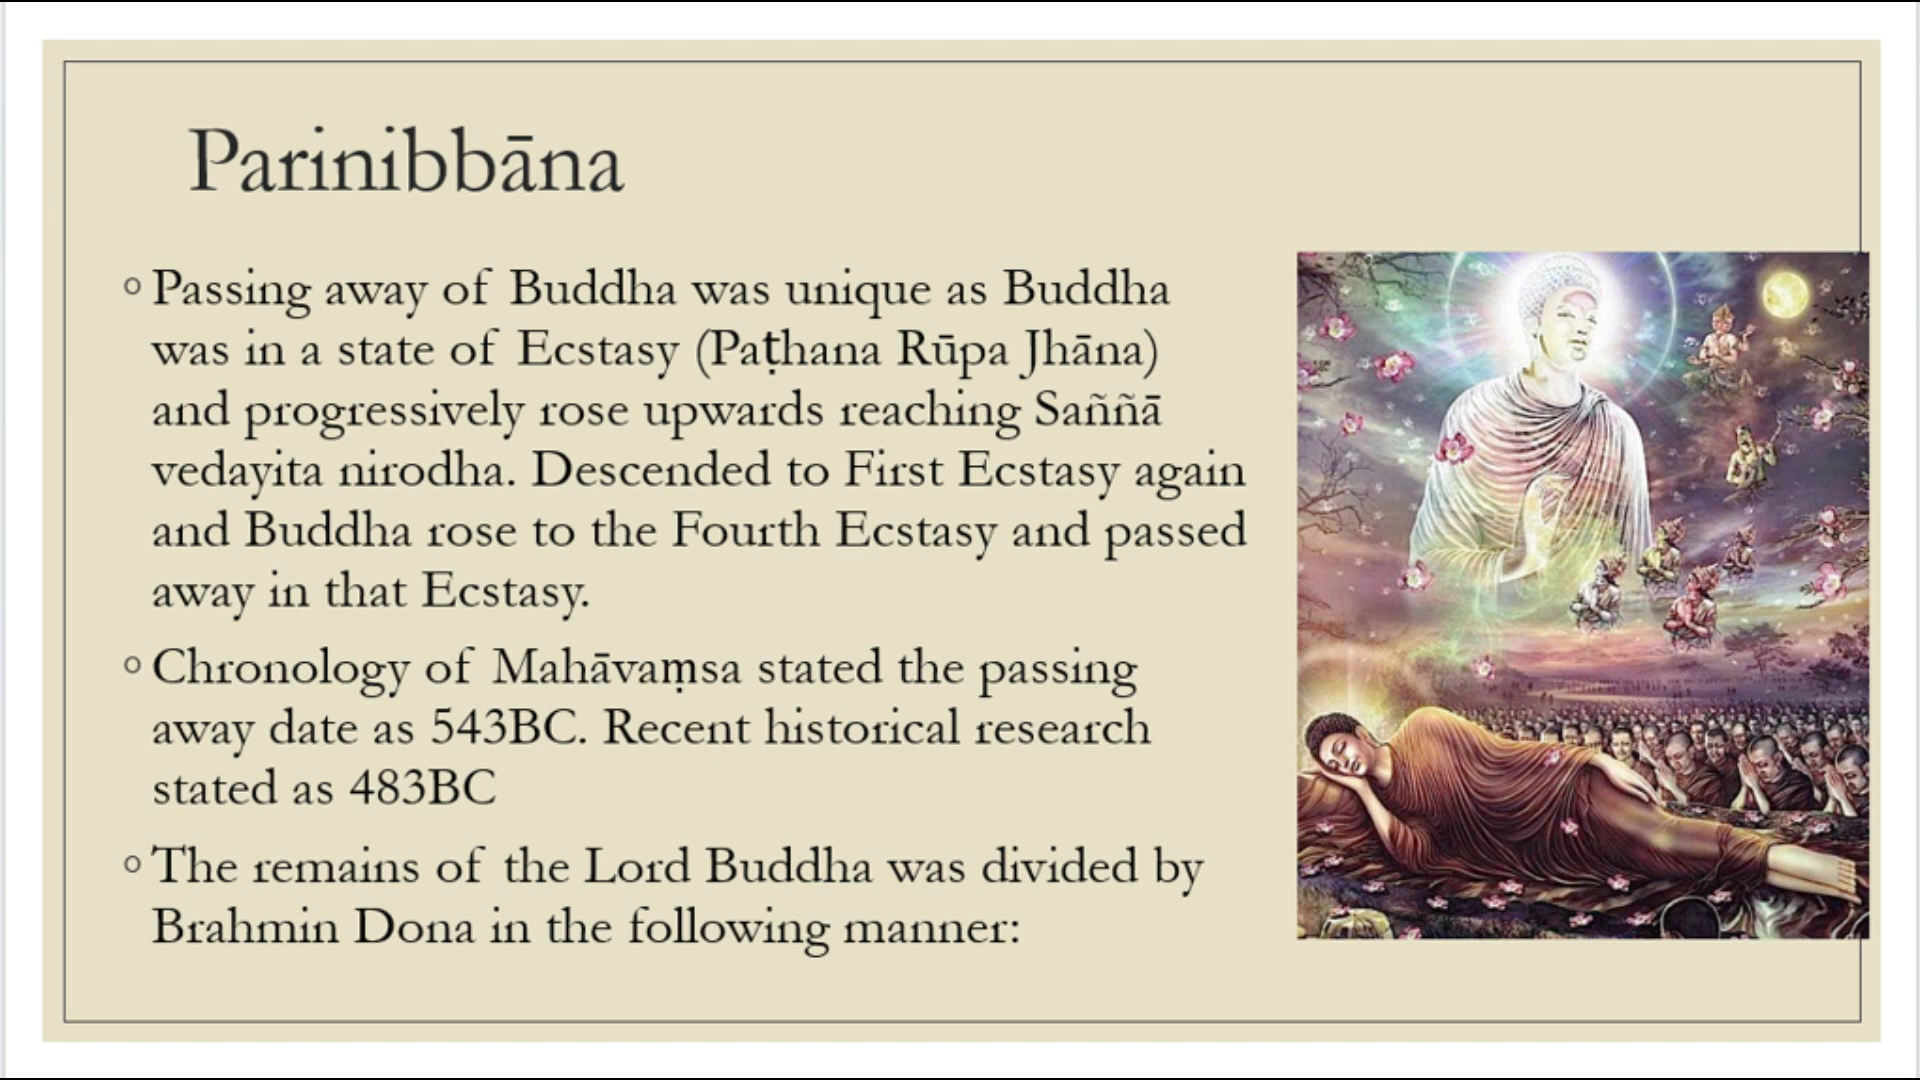 Parinibbāna
◦ Passing away of Buddha was unique as Buddha
was in a state of Ecstasy (Paṭhana Rūpa Jhāna)
and progressively rose upwards reaching Saññā
vedayita nirodha. Descended to First Ecstasy again
and Buddha rose to the Fourth Ecstasy and passed
away in that Ecstasy.
◦ Chronology of Mahāvaṃsa stated the passing
away date as 543BC. Recent historical research
stated as 483BC
◦ The remains of the Lord Buddha was divided by
Brahmin Dona in the following manner: